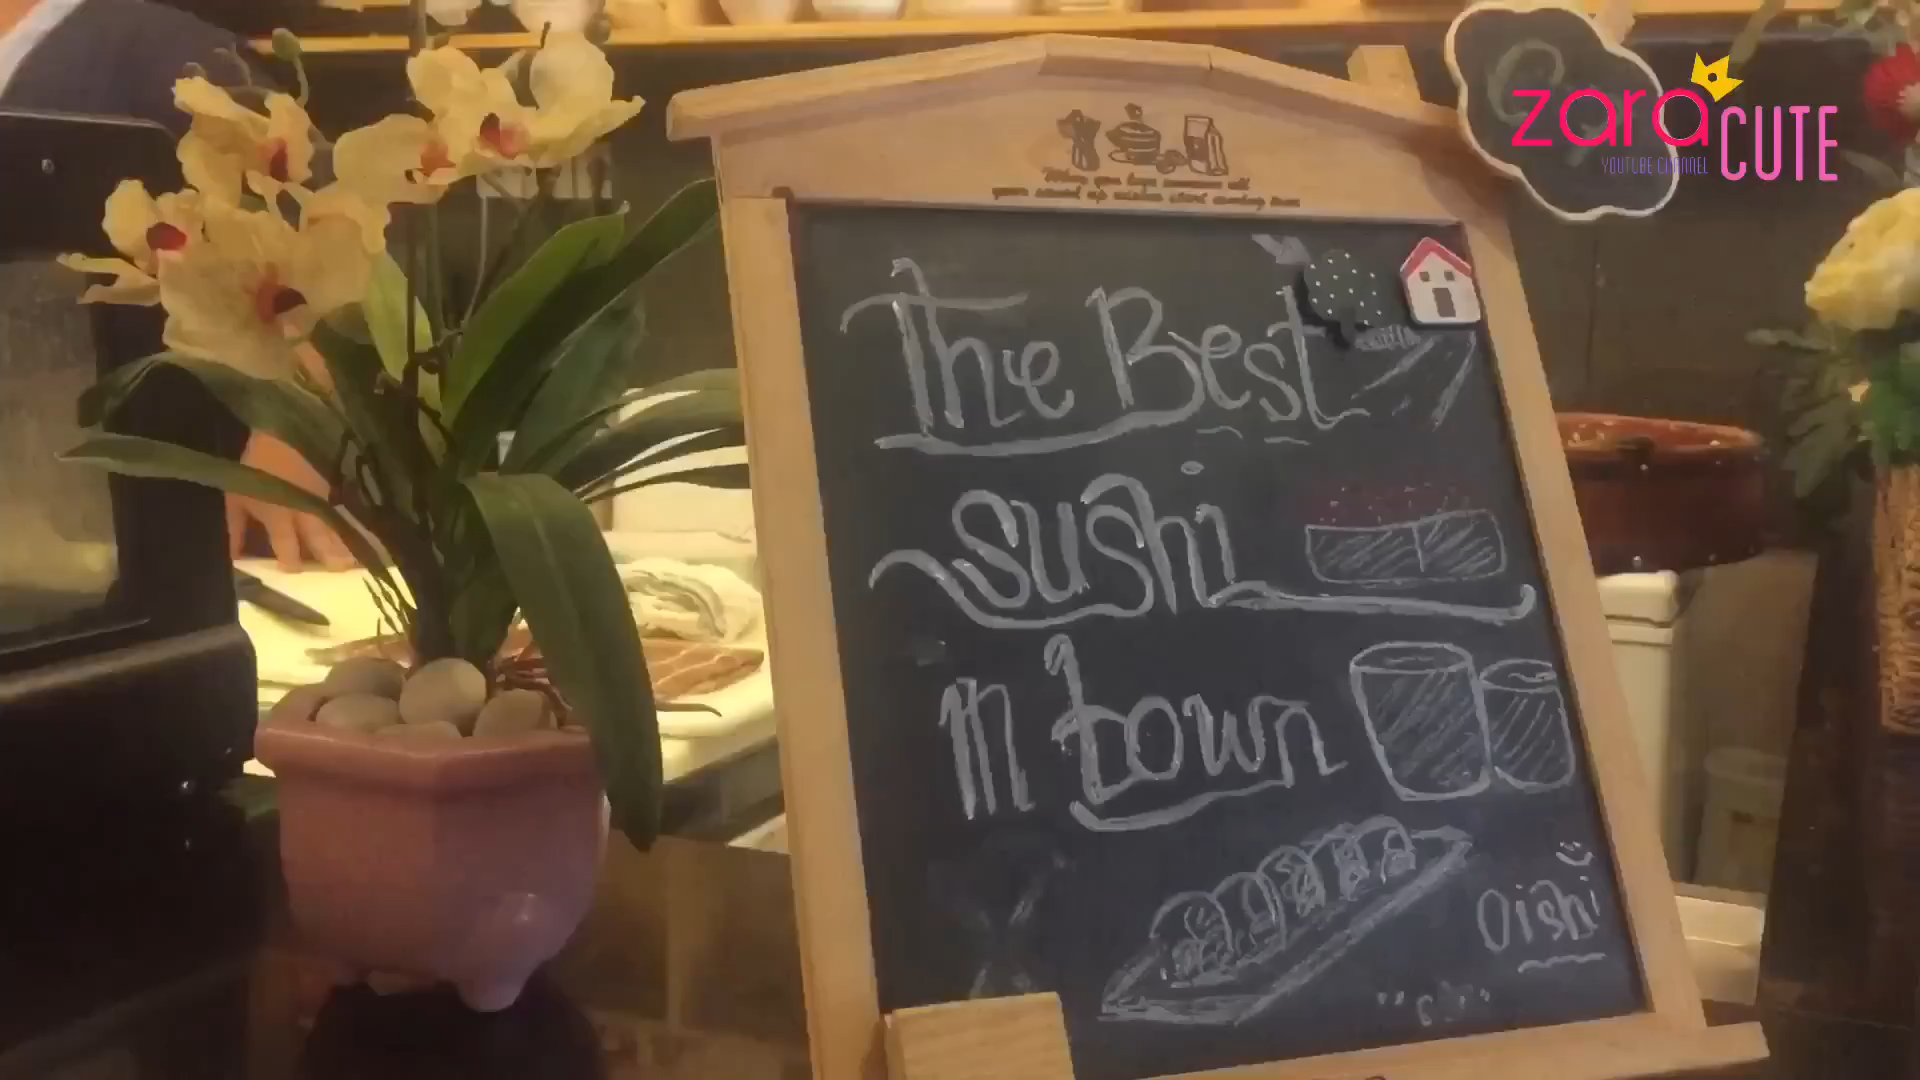 zara
CUTE
YOUTUBE CHANNEL
The Best
sushi
in town
Oishi